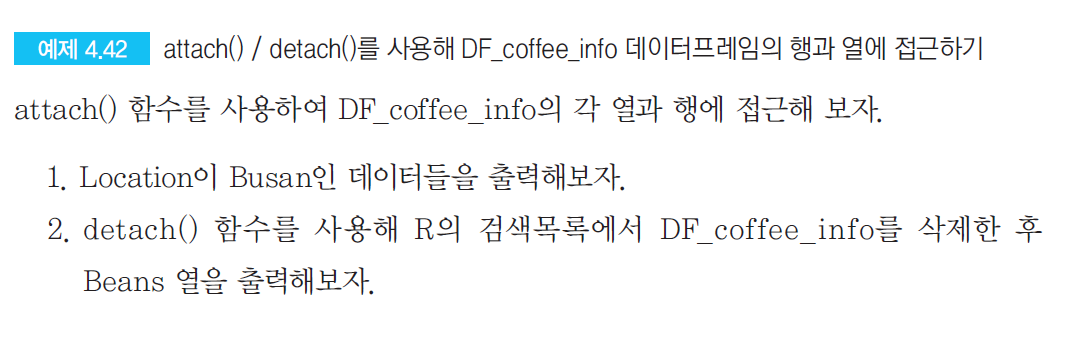 예제 4.42 attach() / detach()를 사용해 DF_coffee_info 데이터프레임의 행과 열에 접근하기
attach() 함수를 사용하여 DF_coffee_info의 각 열과 행에 접근해 보자.
1. Location이 Busan인 데이터들을 출력해보자.
2. detach() 함수를 사용해 R의 검색목록에서 DF_coffee_info를 삭제한 후
Beans 열을 출력해보자.